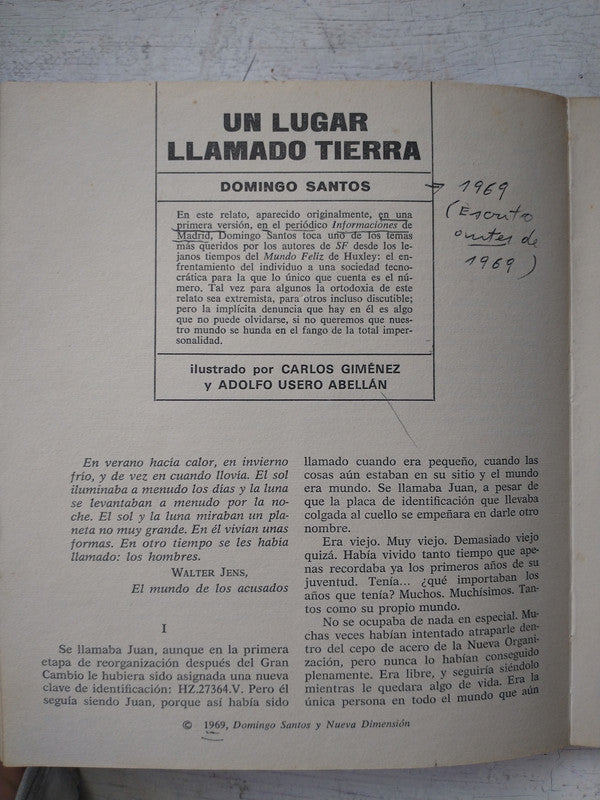 UN LUGAR
LLAMADO TIERRA
DOMINGO SANTOS
→ 1969
(Escrito
antes de
1969)
En este relato, aparecido originalmente, en una
primera versión, en el periódico Informaciones de
Madrid, Domingo Santos toca uno de los temas
más queridos por los autores de SF desde los le-
janos tiempos del Mundo Feliz de Huxley: el en-
frentamiento del individuo a una sociedad tecno-
crática para la que lo único que cuenta es el nú-
mero. Tal vez para algunos la ortodoxia de este
relato sea extremista, para otros incluso discutible;
pero la implícita denuncia que hay en él es algo
que no puede olvidarse, si no queremos que nues-
tro mundo se hunda en el fango de la total imper-
sonalidad.
ilustrado por CARLOS GIMÉNEZ
y ADOLFO USERO ABELLÁN
En verano hacía calor, en invierno
frío, y de vez en cuando llovía. El sol
iluminaba a menudo los días y la luna
se levantaban a menudo por la no-
che. El sol y la luna miraban un pla-
neta no muy grande. En él vivían unas
formas. En otro tiempo se les había
llamado: los hombres.
WALTER JENS,
El mundo de los acusados
I
Se llamaba Juan, aunque en la primera
etapa de reorganización después del Gran
Cambio le hubiera sido asignada una nueva
clave de identificación: HZ.27364.V. Pero él
seguía siendo Juan, porque así había sido
llamado cuando era pequeño, cuando las
cosas aún estaban en su sitio y el mundo
era mundo. Se llamaba Juan, a pesar de
que la placa de identificación que llevaba
colgada al cuello se empeñara en darle otro
nombre.
Era viejo. Muy viejo. Demasiado viejo
quizá. Había vivido tanto tiempo que ape-
nas recordaba ya los primeros años de su
juventud. Tenía... ¿qué importaban los
años que tenía? Muchos. Muchísimos. Tan-
tos como su propio mundo.
No se ocupaba de nada en especial. Mu-
chas veces habían intentado atraparle den-
tro del cepo de acero de la Nueva Organi-
zación, pero nunca lo habían conseguido
plenamente. Era libre, y seguiría siéndolo
mientras le quedara algo de vida. Era la
única persona en todo el mundo que aún
© 1969, Domingo Santos y Nueva Dimensión